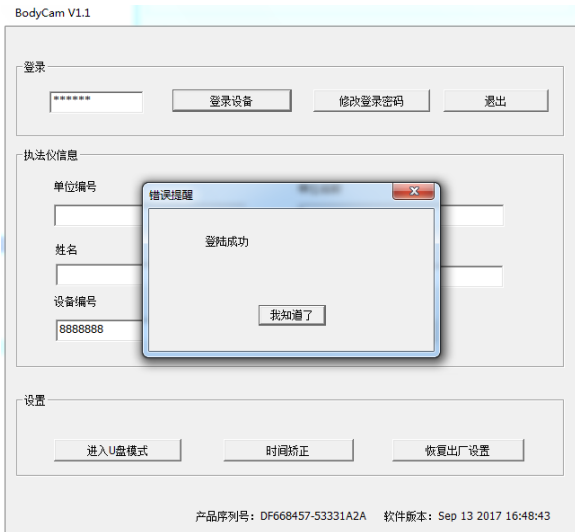 BodyCam V1.1
登录
******
登录设备
修改登录密码
退出
执法仪信息
单位编号
错误提醒
登陆成功
我知道了
姓名
设备编号
8888888
设置
进入U盘模式
时间矫正
恢复出厂设置
产品序列号：DF668457-53331A2A 软件版本：Sep 13 2017 16:48:43